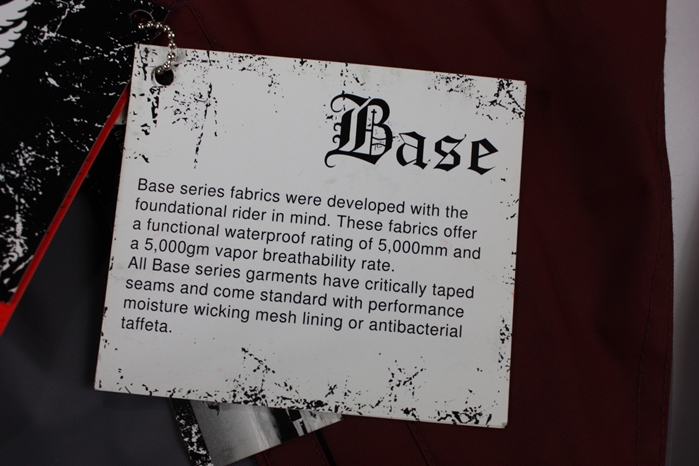 Base
Base series fabrics were developed with the
foundational rider in mind. These fabrics offer
a functional waterproof rating of 5,000mm and
a 5,000gm vapor breathability rate.
All Base series garments have critically taped
seams and come standard with performance
moisture wicking mesh lining or antibacterial
taffeta.